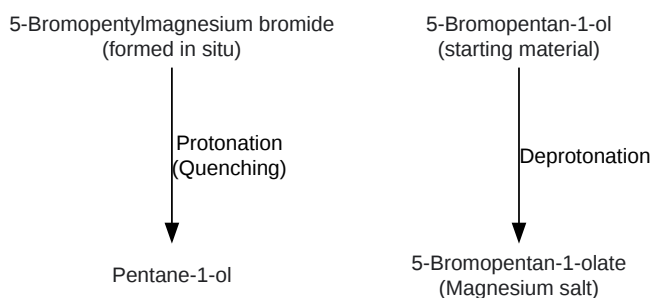 5-Bromopentylmagnesium bromide
(formed in situ)
5-Bromopentan-1-ol
(starting material)
Protonation
(Quenching)
Deprotonation
Pentane-1-ol
5-Bromopentan-1-olate
(Magnesium salt)